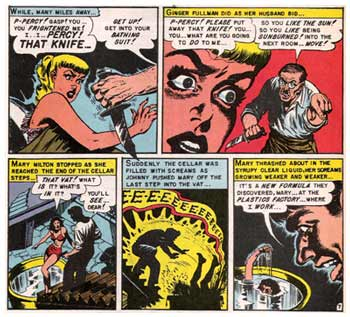 WHILE, MANY MILES AWAY...
P-PERCY! GASP! YOU...
YOU FRIGHTENED ME!
I... I... PERCY!
THAT KNIFE...
GET UP!
GET INTO YOUR
BATHING
SUIT!
GINGER PULLMAN DID AS HER HUSBAND BID...
P-PERCY! PLEASE PUT
AWAY THAT KNIFE! YOU...
YOU... WHAT ARE YOU GOING
TO DO TO ME...
SO YOU LIKE THE SUN!
SO YOU LIKE BEING
SUNBURNED! INTO THE
NEXT ROOM... MOVE!
MARY MILTON STOPPED AS SHE
REACHED THE END OF THE CELLAR
STEPS...
THAT VAT! WHAT
IS IT? WHAT'S
IN IT?
YOU'LL
SEE...
DEAR!
SUDDENLY THE CELLAR
WAS FILLED WITH SCREAMS AS
JOHNNY PUSHED MARY OFF THE
LAST STEP INTO THE VAT...
MARY THRASHED ABOUT IN THE
SYRUPY CLEAR LIQUID, HER SCREAMS
GROWING WEAKER AND WEAKER...
IT'S A NEW FORMULA THEY
DISCOVERED, MARY... AT THE
PLASTICS FACTORY... WHERE
I WORK...
7